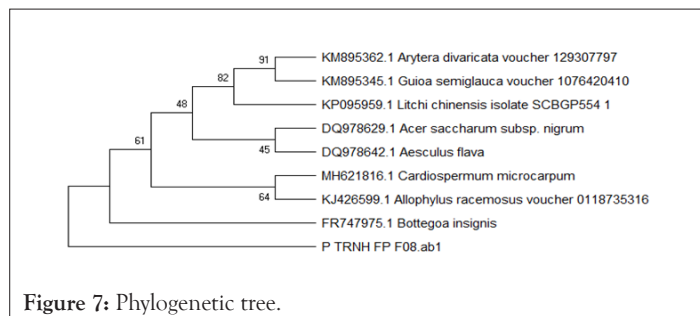 91
KM895362.1 Arytera divaricata voucher 129307797
82
KM895345.1 Guioa semiglauca voucher 1076420410
48
KP095959.1 Litchi chinensis isolate SCBGP554 1
61
DQ978629.1 Acer saccharum subsp. nigrum
45
DQ978642.1 Aesculus flava
MH621816.1 Cardiospermum microcarpum
64
KJ426599.1 Allophylus racemosus voucher 0118735316
FR747975.1 Bottegoa insignis
P TRNH FP F08.ab1
Figure 7: Phylogenetic tree.